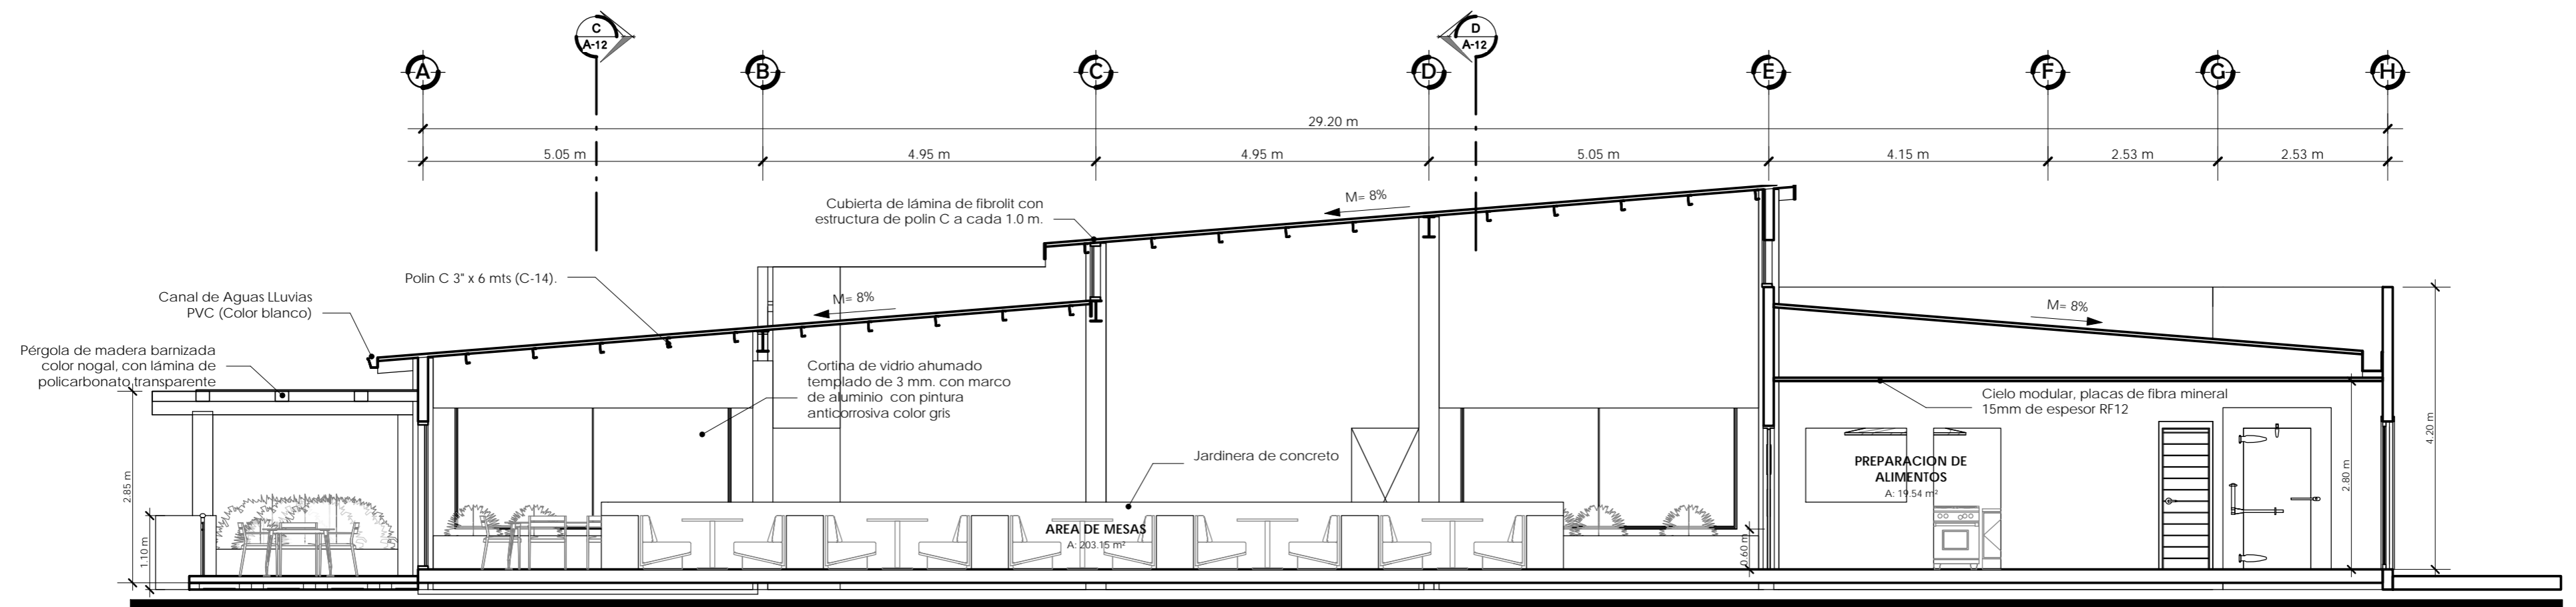 C
A-12
D
A-12
A
B
C
D
E
F
G
H
29.20 m
5.05 m
4.95 m
4.95 m
5.05 m
4.15 m
2.53 m
2.53 m
Cubierta de lámina de fibrolit con
estructura de polín C a cada 1.0 m.
M= 8%
Polin C 3" x 6 mts (C-14).
Canal de Aguas LLuvias
PVC (Color blanco)
M= 8%
M= 8%
Pérgola de madera barnizada
color nogal, con lámina de
policarbonato transparente
Cortina de vidrio ahumado
templado de 3 mm. con marco
de aluminio con pintura
anticorrosiva color gris
Cielo modular, placas de fibra mineral
15mm de espesor RF12
Jardinera de concreto
PREPARACION DE
ALIMENTOS
A: 19.54 m²
AREA DE MESAS
A: 203.15 m²
2.85 m
1.10 m
0.60 m
2.80 m
4.20 m